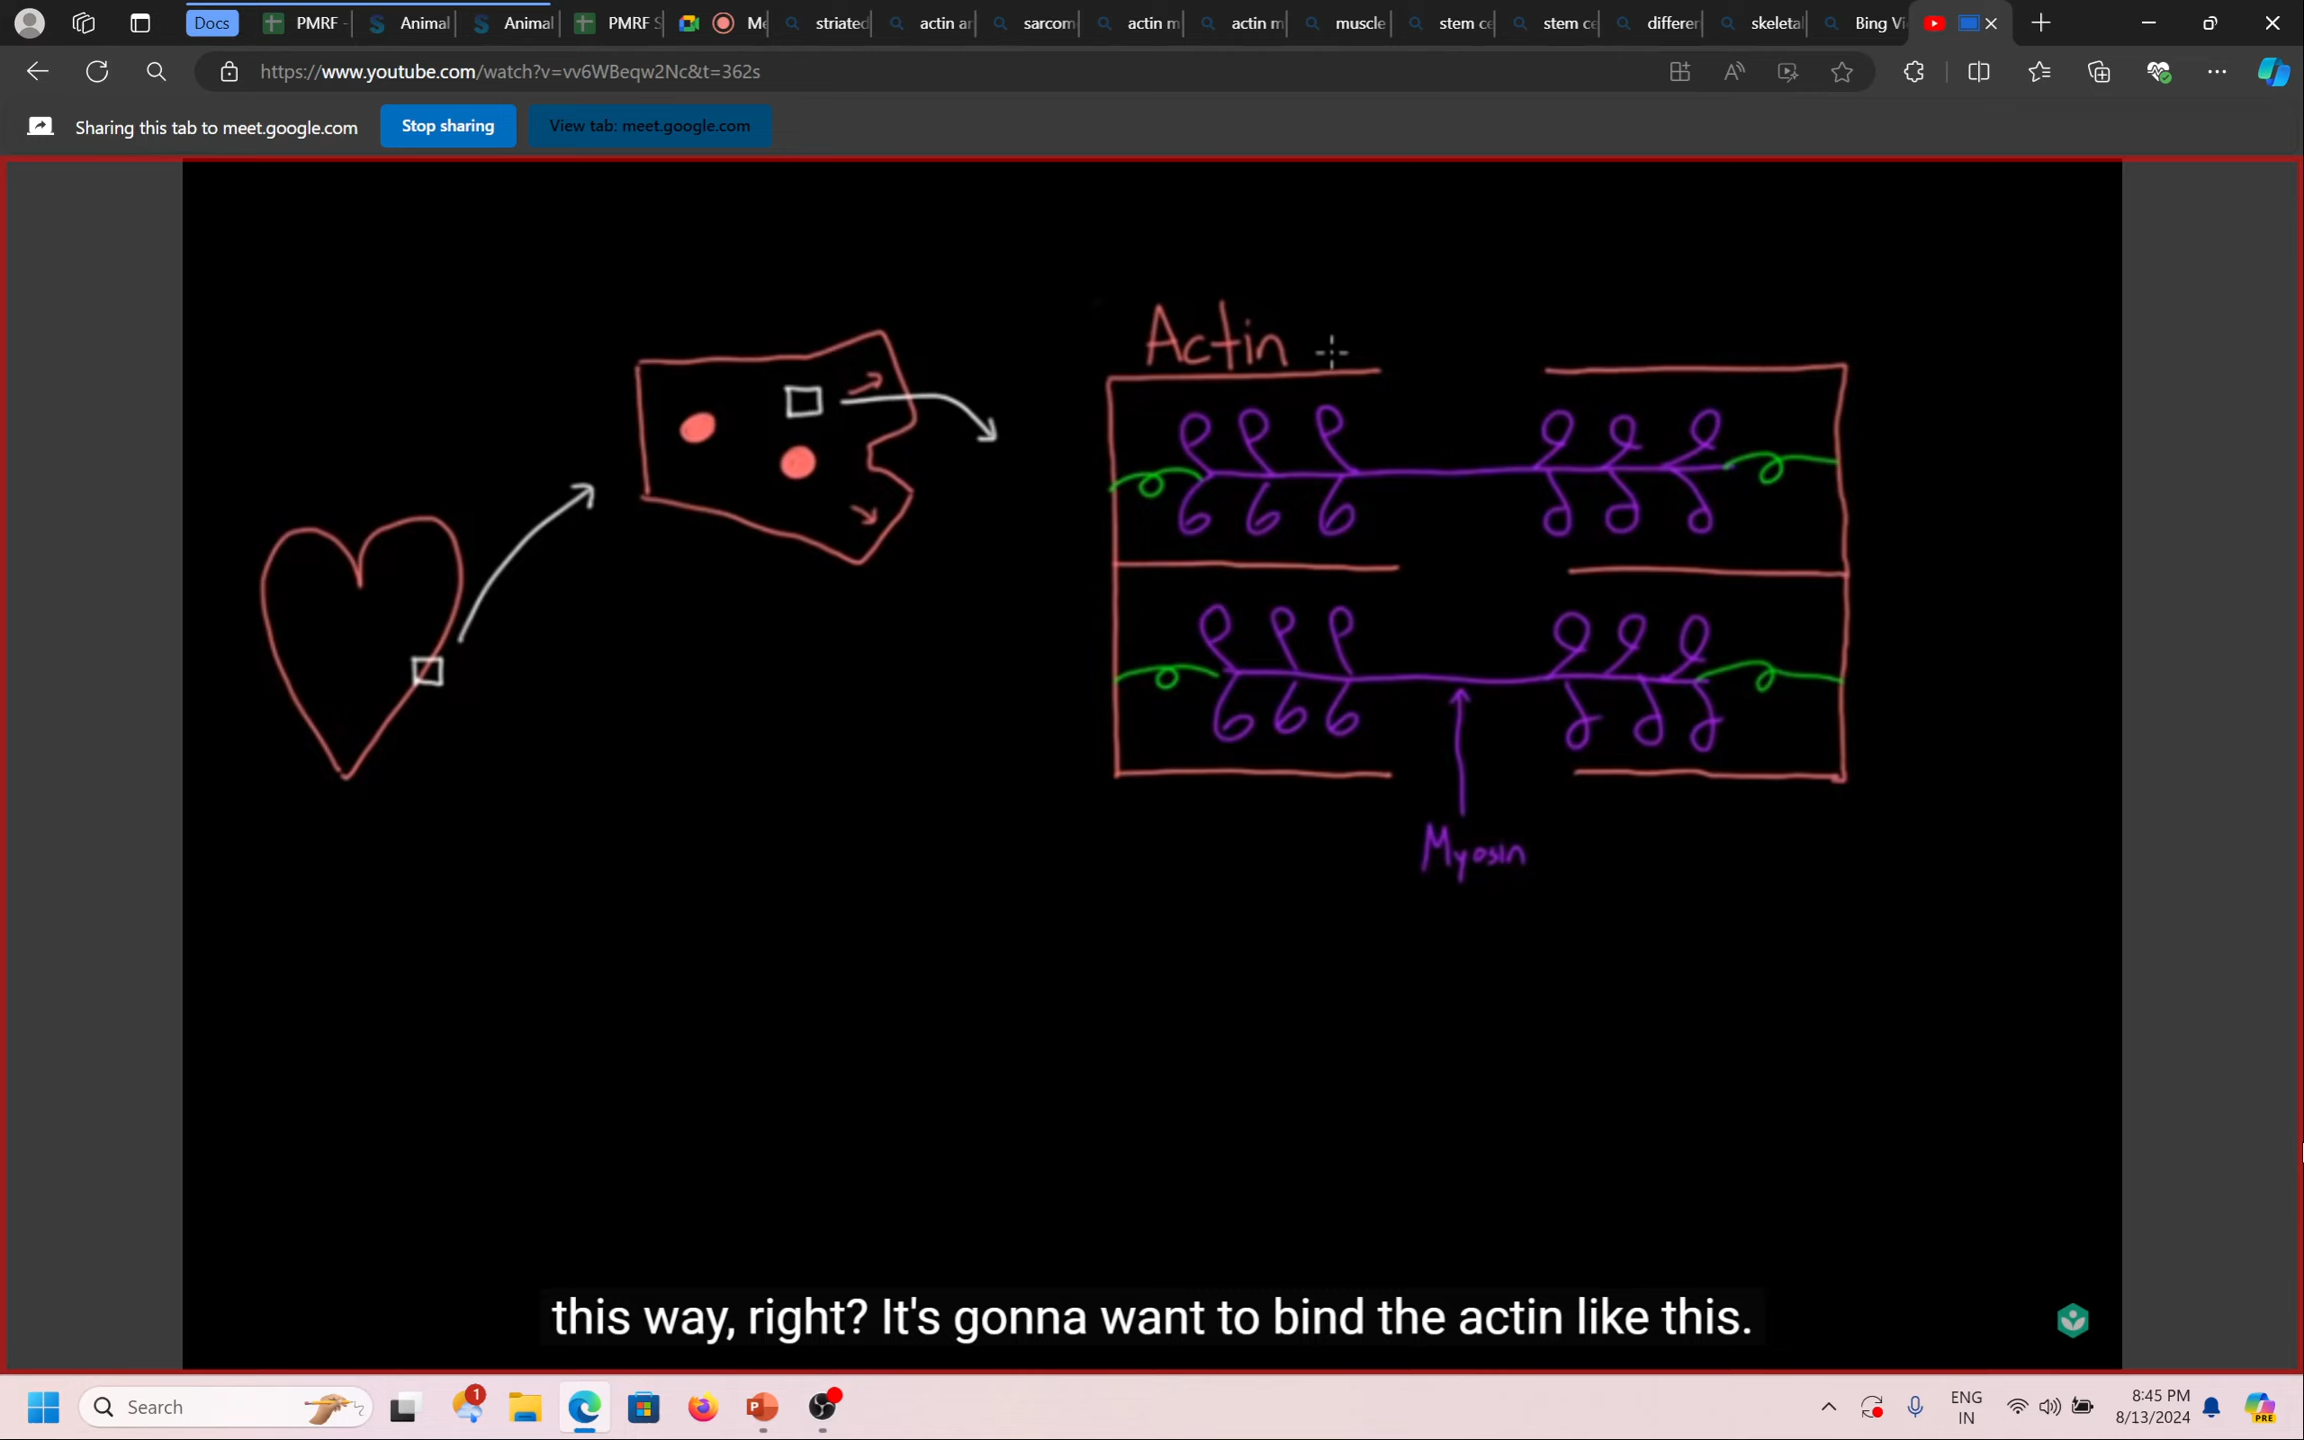 Docs PMRF - Animal Animal PMRF S Me striated actin ar sarcom actin m actin m muscle stem ce stem ce differer skeletal Bing Vi
https://www.youtube.com/watch?v=vv6WBeqw2Nc&t=362s
Sharing this tab to meet.google.com Stop sharing View tab: meet.google.com
Actin
Myosin
this way, right? It's gonna want to bind the actin like this.
Search 1 ENG IN 8:45 PM 8/13/2024 PRE